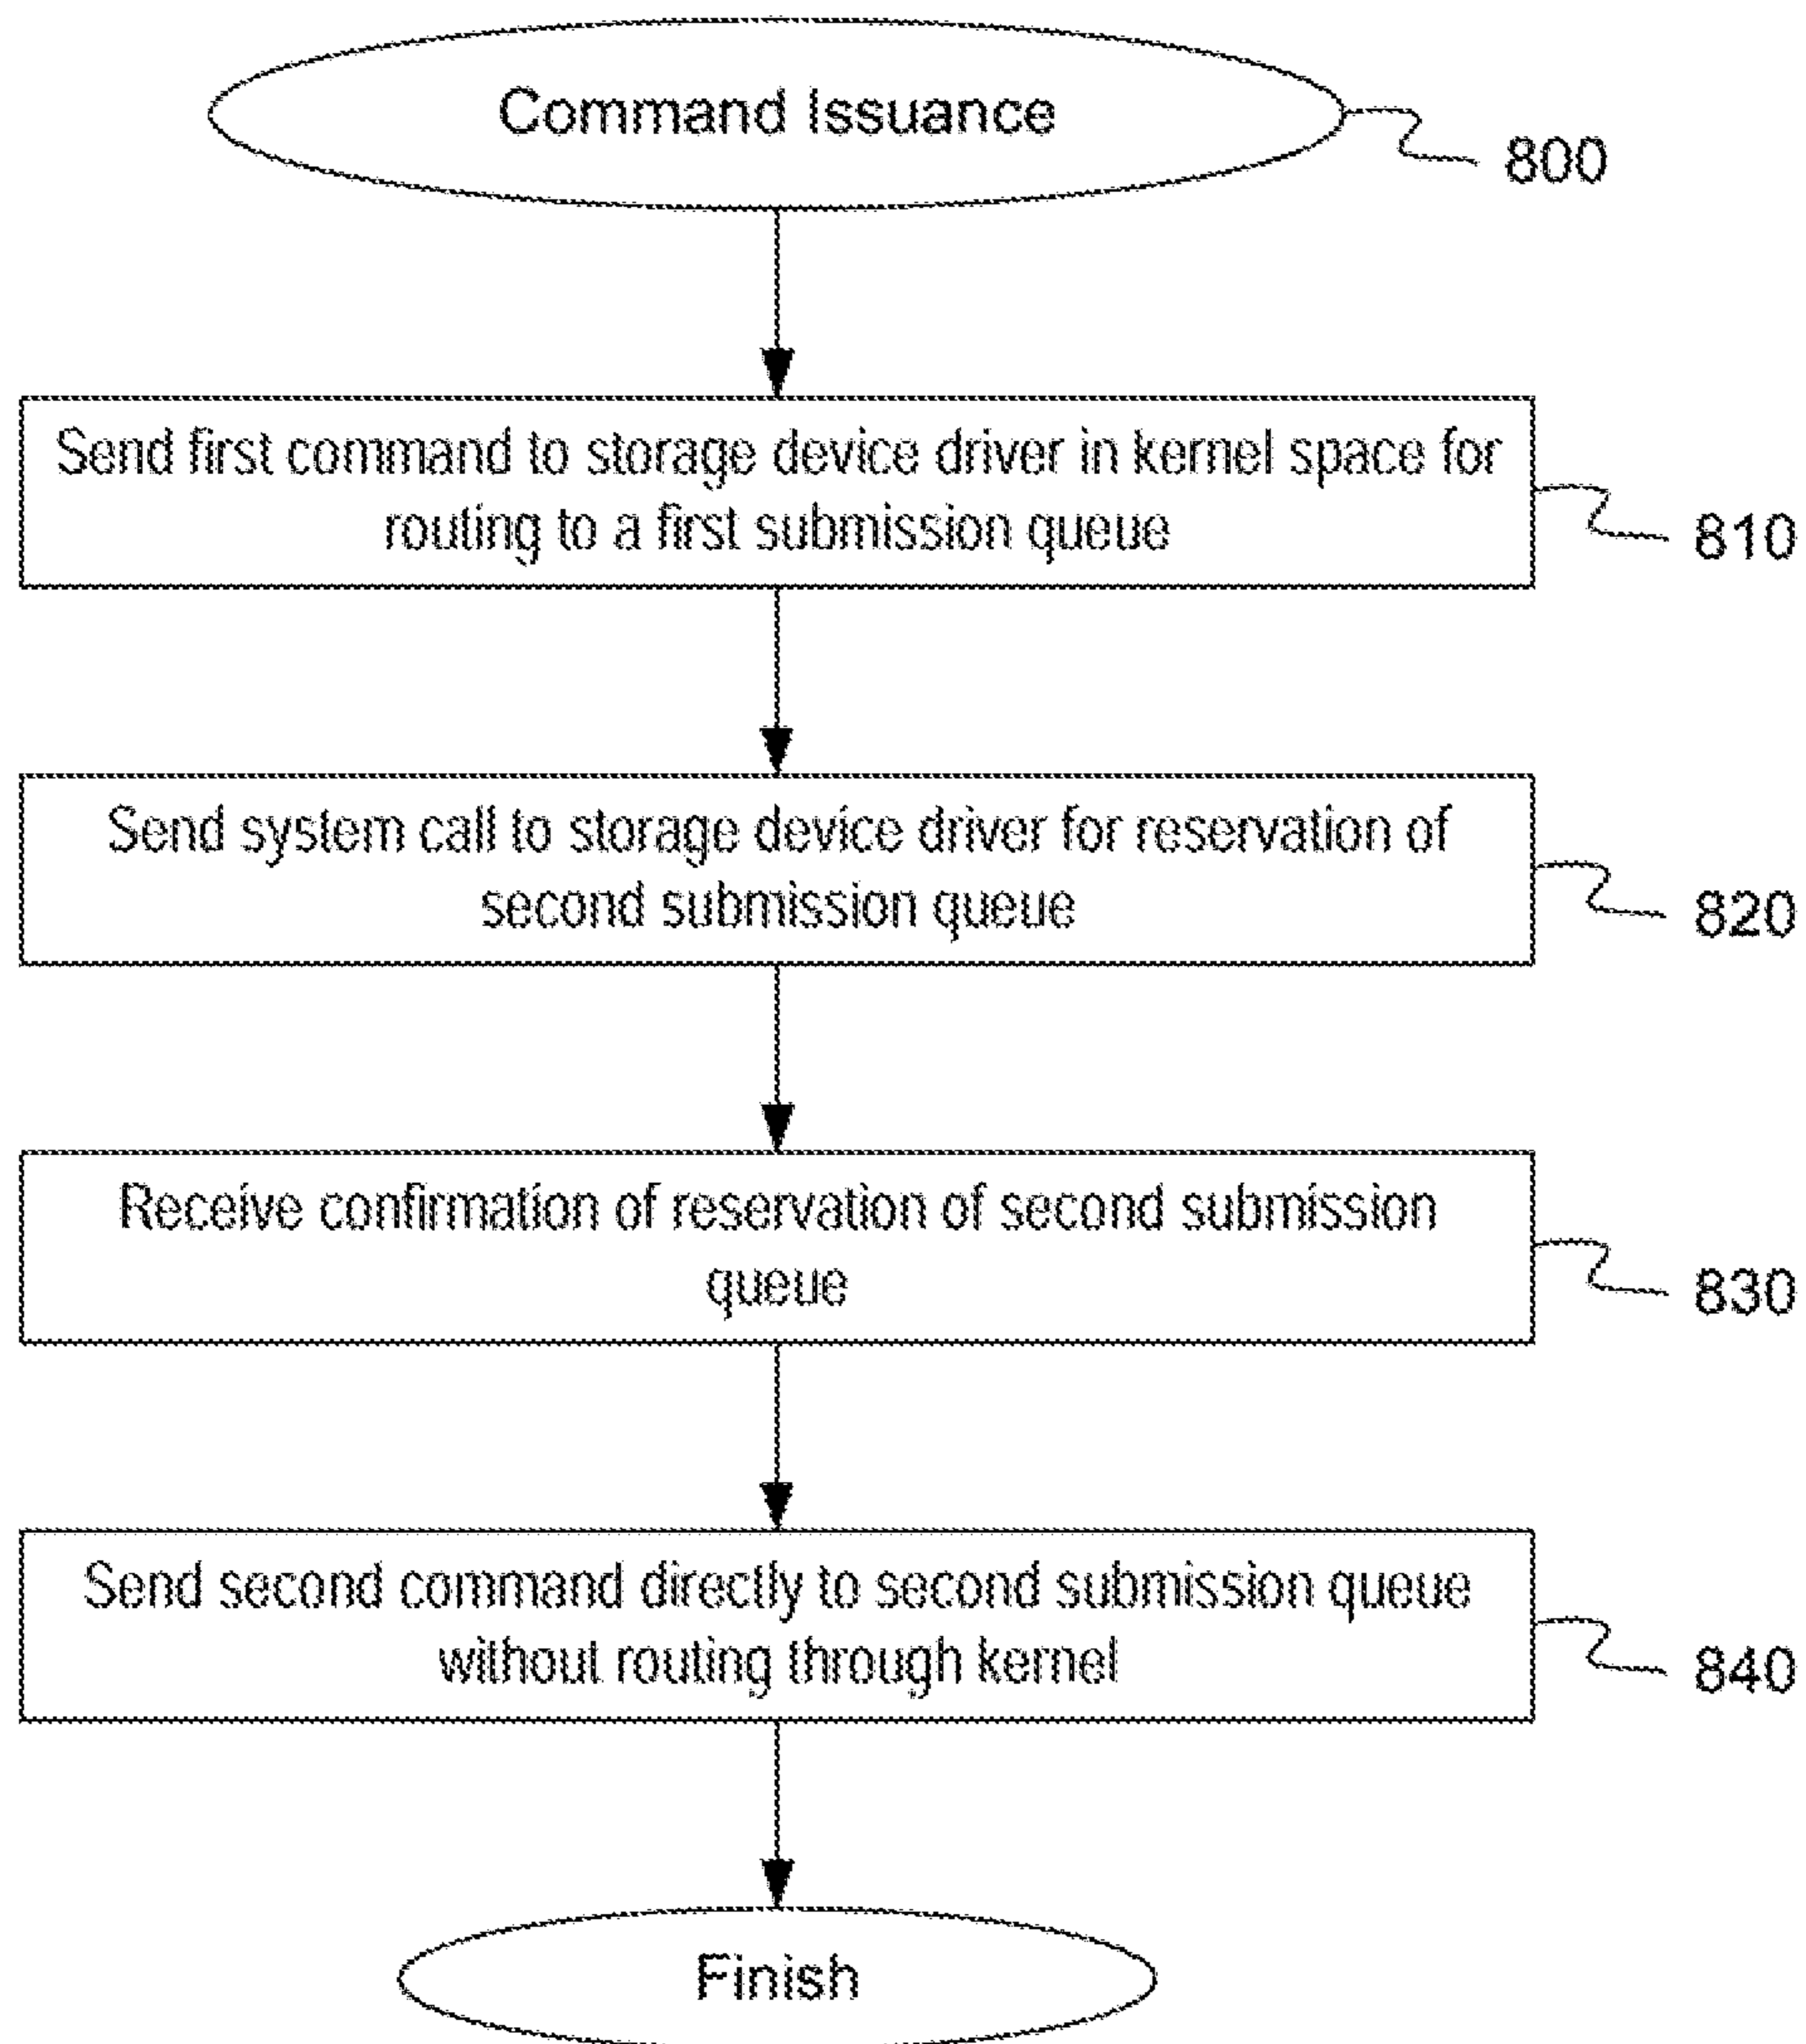 Command Issuance
800
Send first command to storage device driver in kernel space for
routing to a first submission queue
810
Send system call to storage device driver for reservation of
second submission queue
820
Receive confirmation of reservation of second submission
queue
830
Send second command directly to second submission queue
without routing through kernel
840
Finish